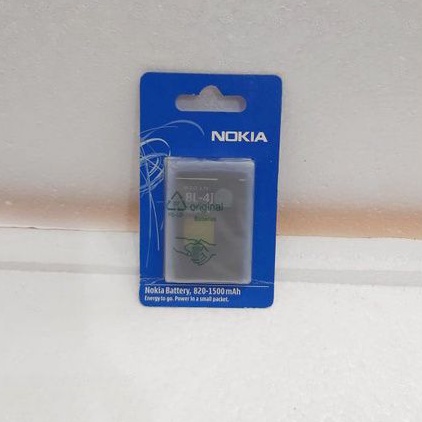 NOKIA
BL-4J
original
Nokia Battery, 820-1500 mAh
Energy to go. Power in a small packet.